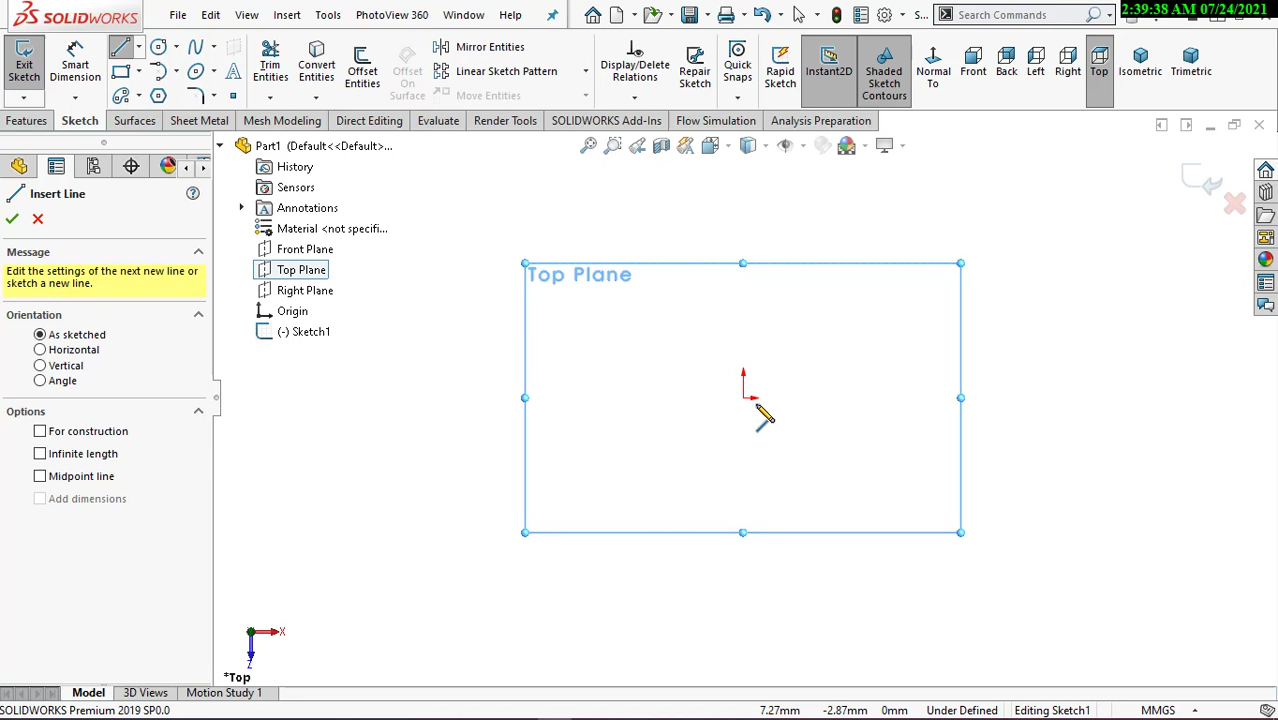 SOLIDWORKS File Edit View Insert Tools PhotoView 360 Window Help S... Search Commands 2:39:38 AM 07/24/2021
Exit Sketch Smart Dimension Trim Entities Convert Entities Offset Entities Offset On Surface Mirror Entities Linear Sketch Pattern Move Entities Display/Delete Relations Repair Sketch Quick Snaps Rapid Sketch Instant2D Shaded Sketch Contours Normal To Front Back Left Right Top Isometric Trimetric
Features Sketch Surfaces Sheet Metal Mesh Modeling Direct Editing Evaluate Render Tools SOLIDWORKS Add-Ins Flow Simulation Analysis Preparation
Insert Line
Message
Edit the settings of the next new line or
sketch a new line.
Orientation
As sketched
Horizontal
Vertical
Angle
Options
For construction
Infinite length
Midpoint line
Add dimensions
Part1 (Default<<Default>...
History
Sensors
Annotations
Material <not specifi...
Front Plane
Top Plane
Right Plane
Origin
(-) Sketch1
Top Plane
X
Z
*Top
Model 3D Views Motion Study 1
SOLIDWORKS Premium 2019 SP0.0 7.27mm -2.87mm 0mm Under Defined Editing Sketch1 MMGS